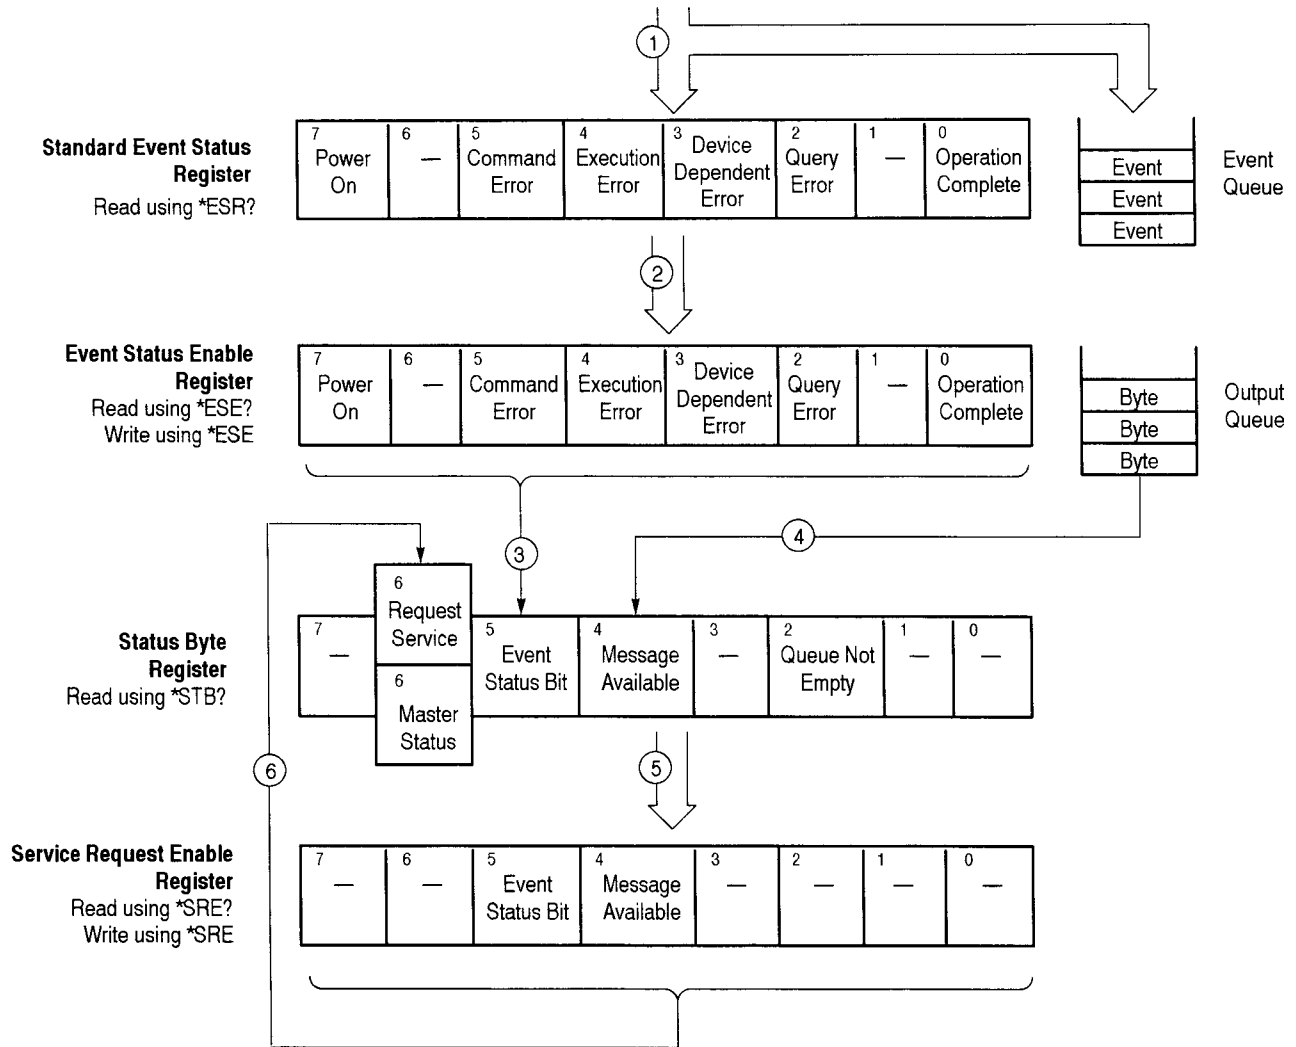 1
Standard Event Status
Register
Read using *ESR?
7 6 5 4 3 2 1 0
Power
On
—
Command
Error
Execution
Error
Device
Dependent
Error
Query
Error
—
Operation
Complete
Event
Event
Event
Event
Queue
2
Event Status Enable
Register
Read using *ESE?
Write using *ESE
7 6 5 4 3 2 1 0
Power
On
—
Command
Error
Execution
Error
Device
Dependent
Error
Query
Error
—
Operation
Complete
Byte
Byte
Byte
Output
Queue
3
4
Status Byte
Register
Read using *STB?
7
—
6
Request
Service
6
Master
Status
5
Event
Status Bit
4
Message
Available
3
—
2
Queue Not
Empty
1
—
0
—
6
5
Service Request Enable
Register
Read using *SRE?
Write using *SRE
7 6 5 4 3 2 1 0
—
—
Event
Status Bit
Message
Available
—
—
—
—